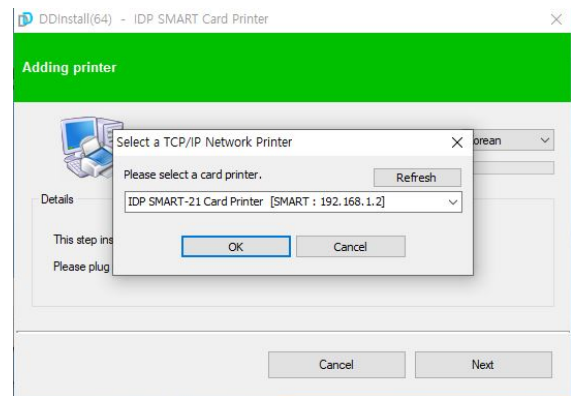 DDInstall(64) - IDP SMART Card Printer
Adding printer
Select a TCP/IP Network Printer
orean
Please select a card printer.
Refresh
IDP SMART-21 Card Printer [SMART : 192.168.1.2]
OK
Cancel
Details
This step ins
Please plug
Cancel
Next